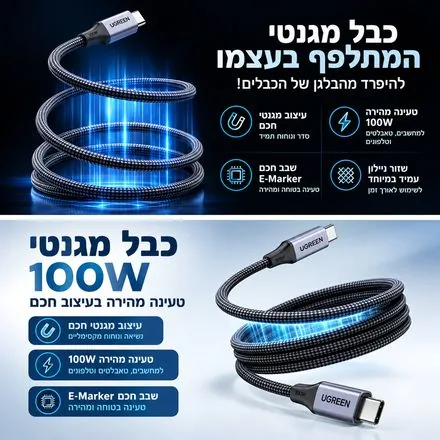 UGREEN
כבל מגנטי
המתלפף בעצמו
להיפרד מהבלגן של הכבלים!
טעינה מהירה
100W
למחשבים, טאבלטים
וטלפונים
עיצוב מגנטי
חכם
סדר ונוחות תמיד
שזור ניילון
עמיד במיוחד
לשימוש לאורך זמן
שבב חכם
E-Marker
טעינה בטוחה ומהירה
כבל מגנטי
100W
טעינה מהירה בעיצוב חכם
עיצוב מגנטי חכם
נשיאה ונוחות מקסימליים
טעינה מהירה 100W
למחשבים, טאבלטים וטלפונים
שבב חכם E-Marker
טעינה בטוחה ומהירה
UGREEN
UGREEN